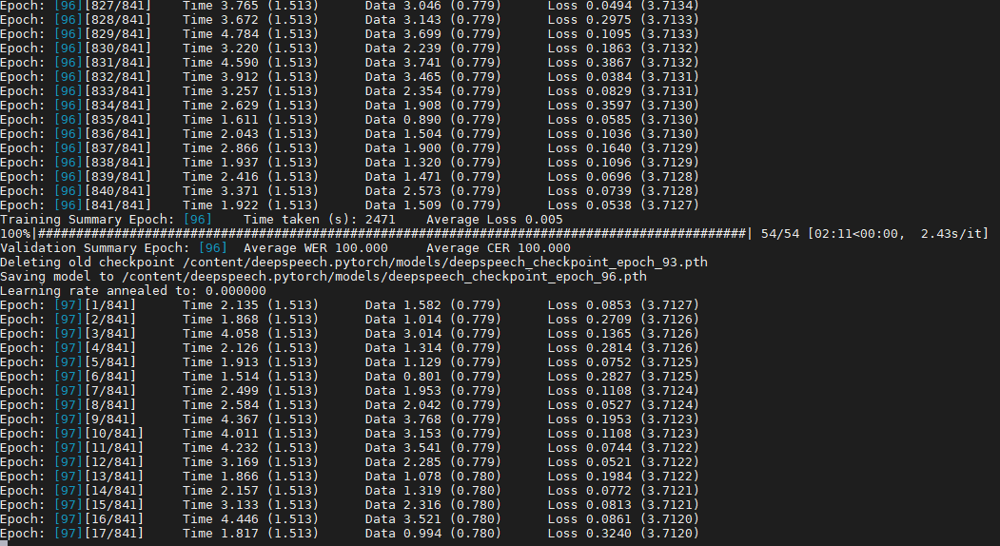 Epoch: [96][827/841]     Time 3.765 (1.513)      Data 3.046 (0.779)      Loss 0.0494 (3.7134)
Epoch: [96][828/841]     Time 3.672 (1.513)      Data 3.143 (0.779)      Loss 0.2975 (3.7133)
Epoch: [96][829/841]     Time 4.784 (1.513)      Data 3.699 (0.779)      Loss 0.1095 (3.7133)
Epoch: [96][830/841]     Time 3.220 (1.513)      Data 2.239 (0.779)      Loss 0.1863 (3.7132)
Epoch: [96][831/841]     Time 4.590 (1.513)      Data 3.741 (0.779)      Loss 0.3867 (3.7132)
Epoch: [96][832/841]     Time 3.912 (1.513)      Data 3.465 (0.779)      Loss 0.0384 (3.7131)
Epoch: [96][833/841]     Time 3.257 (1.513)      Data 2.354 (0.779)      Loss 0.0829 (3.7131)
Epoch: [96][834/841]     Time 2.629 (1.513)      Data 1.908 (0.779)      Loss 0.3597 (3.7130)
Epoch: [96][835/841]     Time 1.611 (1.513)      Data 0.890 (0.779)      Loss 0.0585 (3.7130)
Epoch: [96][836/841]     Time 2.043 (1.513)      Data 1.504 (0.779)      Loss 0.1036 (3.7130)
Epoch: [96][837/841]     Time 2.866 (1.513)      Data 1.900 (0.779)      Loss 0.1640 (3.7129)
Epoch: [96][838/841]     Time 1.937 (1.513)      Data 1.320 (0.779)      Loss 0.1096 (3.7129)
Epoch: [96][839/841]     Time 2.416 (1.513)      Data 1.471 (0.779)      Loss 0.0696 (3.7128)
Epoch: [96][840/841]     Time 3.371 (1.513)      Data 2.573 (0.779)      Loss 0.0739 (3.7128)
Epoch: [96][841/841]     Time 1.922 (1.513)      Data 1.509 (0.779)      Loss 0.0538 (3.7127)
Training Summary Epoch: [96]    Time taken (s): 2471    Average Loss 0.005
100%|#############################################################################################| 54/54 [02:11<00:00,  2.43s/it]
Validation Summary Epoch: [96]  Average WER 100.000     Average CER 100.000
Deleting old checkpoint /content/deepspeech.pytorch/models/deepspeech_checkpoint_epoch_93.pth
Saving model to /content/deepspeech.pytorch/models/deepspeech_checkpoint_epoch_96.pth
Learning rate annealed to: 0.000000
Epoch: [97][1/841]       Time 2.135 (1.513)      Data 1.582 (0.779)      Loss 0.0853 (3.7127)
Epoch: [97][2/841]       Time 1.868 (1.513)      Data 1.014 (0.779)      Loss 0.2709 (3.7126)
Epoch: [97][3/841]       Time 4.058 (1.513)      Data 3.014 (0.779)      Loss 0.1365 (3.7126)
Epoch: [97][4/841]       Time 2.126 (1.513)      Data 1.314 (0.779)      Loss 0.2814 (3.7126)
Epoch: [97][5/841]       Time 1.913 (1.513)      Data 1.129 (0.779)      Loss 0.0752 (3.7125)
Epoch: [97][6/841]       Time 1.514 (1.513)      Data 0.801 (0.779)      Loss 0.2827 (3.7125)
Epoch: [97][7/841]       Time 2.499 (1.513)      Data 1.953 (0.779)      Loss 0.1108 (3.7124)
Epoch: [97][8/841]       Time 2.584 (1.513)      Data 2.042 (0.779)      Loss 0.0527 (3.7124)
Epoch: [97][9/841]       Time 4.367 (1.513)      Data 3.768 (0.779)      Loss 0.1953 (3.7123)
Epoch: [97][10/841]      Time 4.011 (1.513)      Data 3.153 (0.779)      Loss 0.1108 (3.7123)
Epoch: [97][11/841]      Time 4.232 (1.513)      Data 3.541 (0.779)      Loss 0.0744 (3.7122)
Epoch: [97][12/841]      Time 3.169 (1.513)      Data 2.285 (0.779)      Loss 0.0521 (3.7122)
Epoch: [97][13/841]      Time 1.866 (1.513)      Data 1.078 (0.780)      Loss 0.1984 (3.7122)
Epoch: [97][14/841]      Time 2.157 (1.513)      Data 1.319 (0.780)      Loss 0.0772 (3.7121)
Epoch: [97][15/841]      Time 3.133 (1.513)      Data 2.316 (0.780)      Loss 0.0813 (3.7121)
Epoch: [97][16/841]      Time 4.446 (1.513)      Data 3.521 (0.780)      Loss 0.0861 (3.7120)
Epoch: [97][17/841]      Time 1.817 (1.513)      Data 0.994 (0.780)      Loss 0.3240 (3.7120)